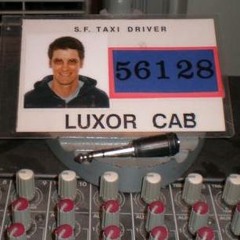 S.F. TAXI DRIVER
56128
LUXOR CAB